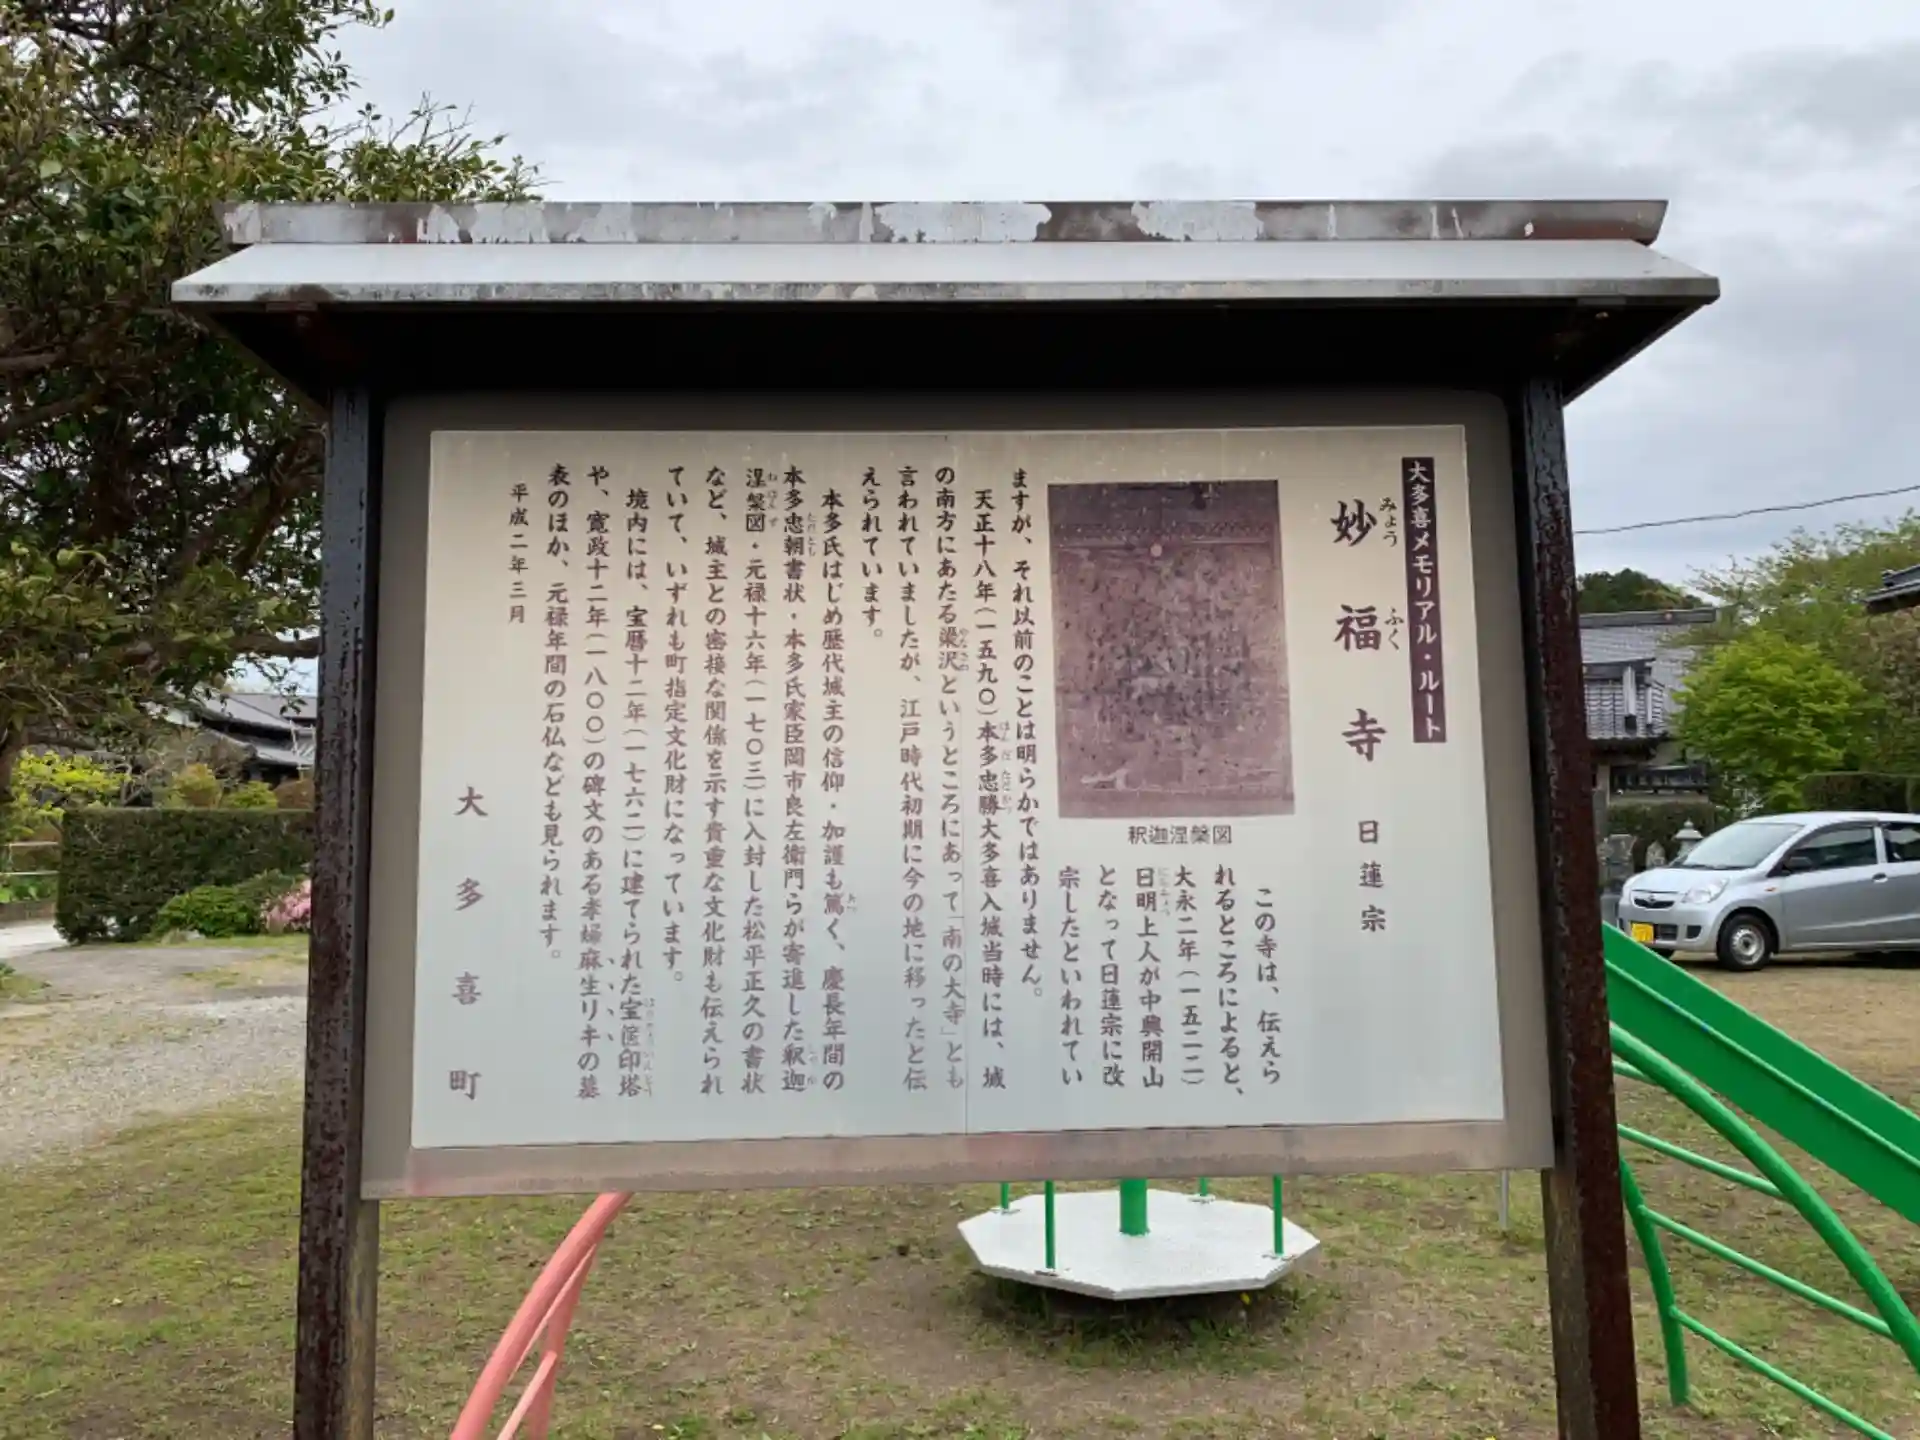 大多喜メモリアル・ルート
妙福寺 日蓮宗
みょう ふく
釈迦涅槃図
この寺は、伝えら
れるところによると、
大永二年(一五二二)
日明上人が中興開山
となって日蓮宗に改
宗したといわれてい
ますが、それ以前のことは明らかではありません。
天正十八年(一五九〇)本多忠勝大多喜入城当時には、城
の南方にあたる梁沢というところにあって「南の大寺」とも
言われていましたが、江戸時代初期に今の地に移ったと伝
えられています。
本多氏はじめ歴代城主の信仰・加護も篤く、慶長年間の
本多忠朝書状・本多氏家臣岡市良左衛門らが寄進した釈迦
涅槃図・元禄十六年(一七〇三)に入封した松平正久の書状
など、城主との密接な関係を示す貴重な文化財も伝えられ
ていて、いずれも町指定文化財になっています。
境内には、宝暦十二年(一七六二)に建てられた宝筐印塔
や、寛政十二年(一八〇〇)の碑文のある孝婦麻生リキの墓
表のほか、元禄年間の石仏なども見られます。
平成二年三月
大多喜町